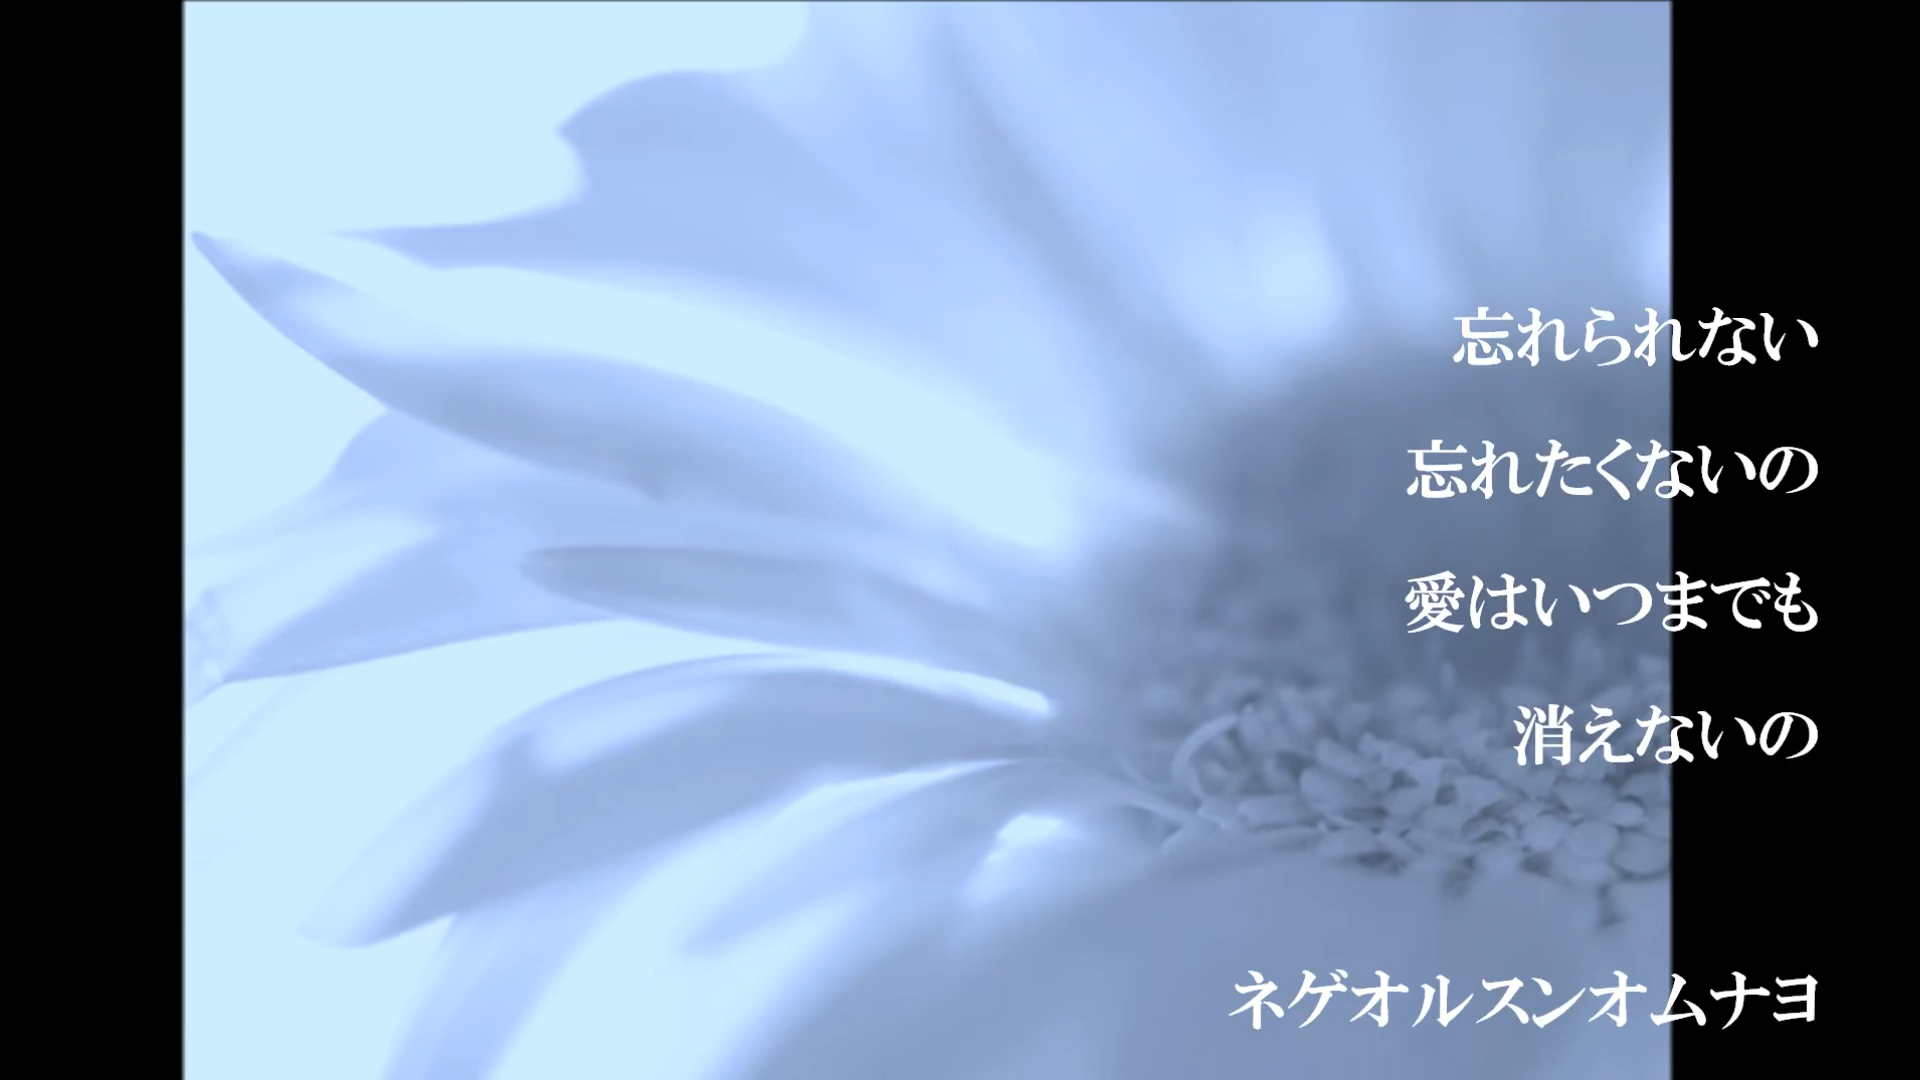 忘れられない
忘れたくないの
愛はいつまでも
消えないの
ネゲオルスンオムナヨ